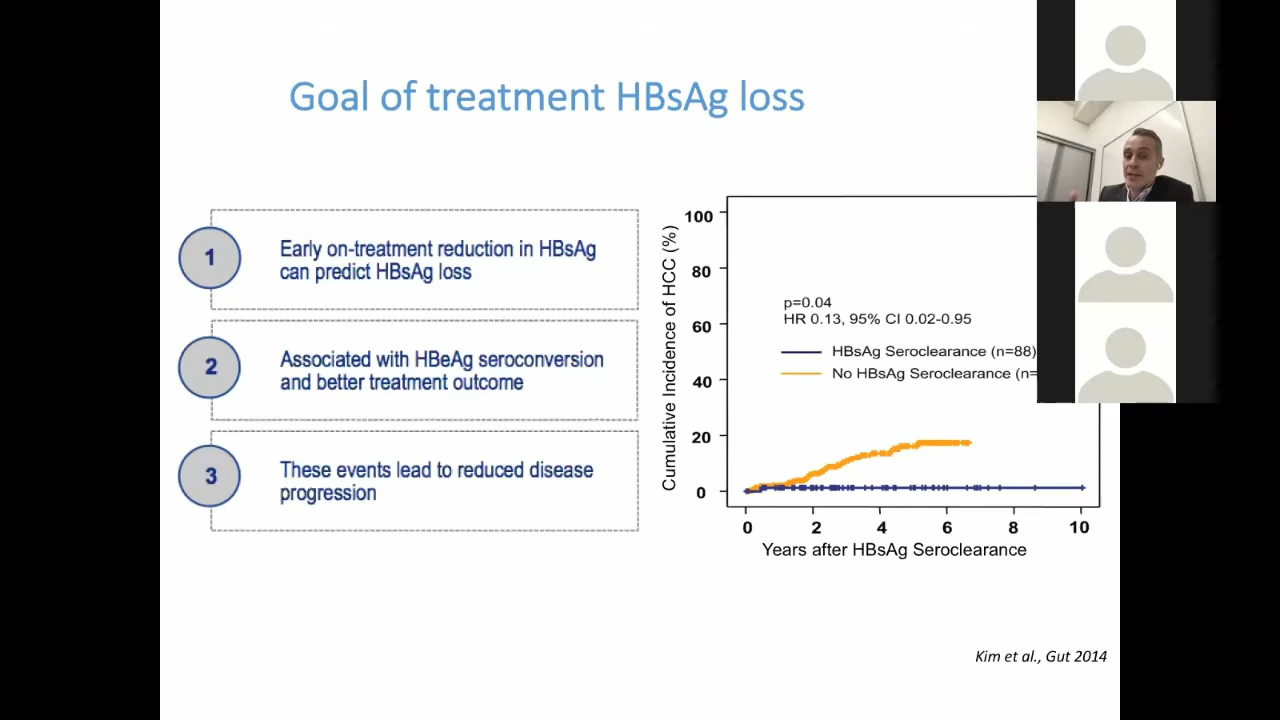 Goal of treatment HBsAg loss
1
Early on-treatment reduction in HBsAg
can predict HBsAg loss
2
Associated with HBeAg seroconversion
and better treatment outcome
3
These events lead to reduced disease
progression
Cumulative Incidence of HCC (%)
100
80
60
40
20
0
p=0.04
HR 0.13, 95% CI 0.02-0.95
HBsAg Seroclearance (n=88)
No HBsAg Seroclearance (n=
0 2 4 6 8 10
Years after HBsAg Seroclearance
Kim et al., Gut 2014